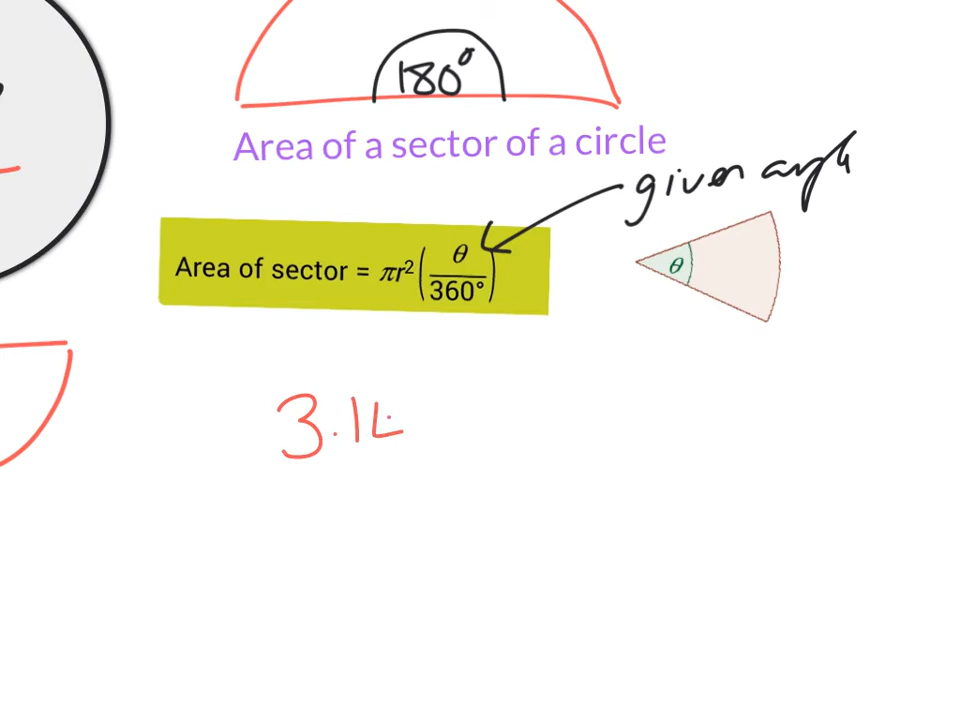 180°
Area of a sector of a circle
given angle
Area of sector = πr²(θ/360°)
θ
3.14